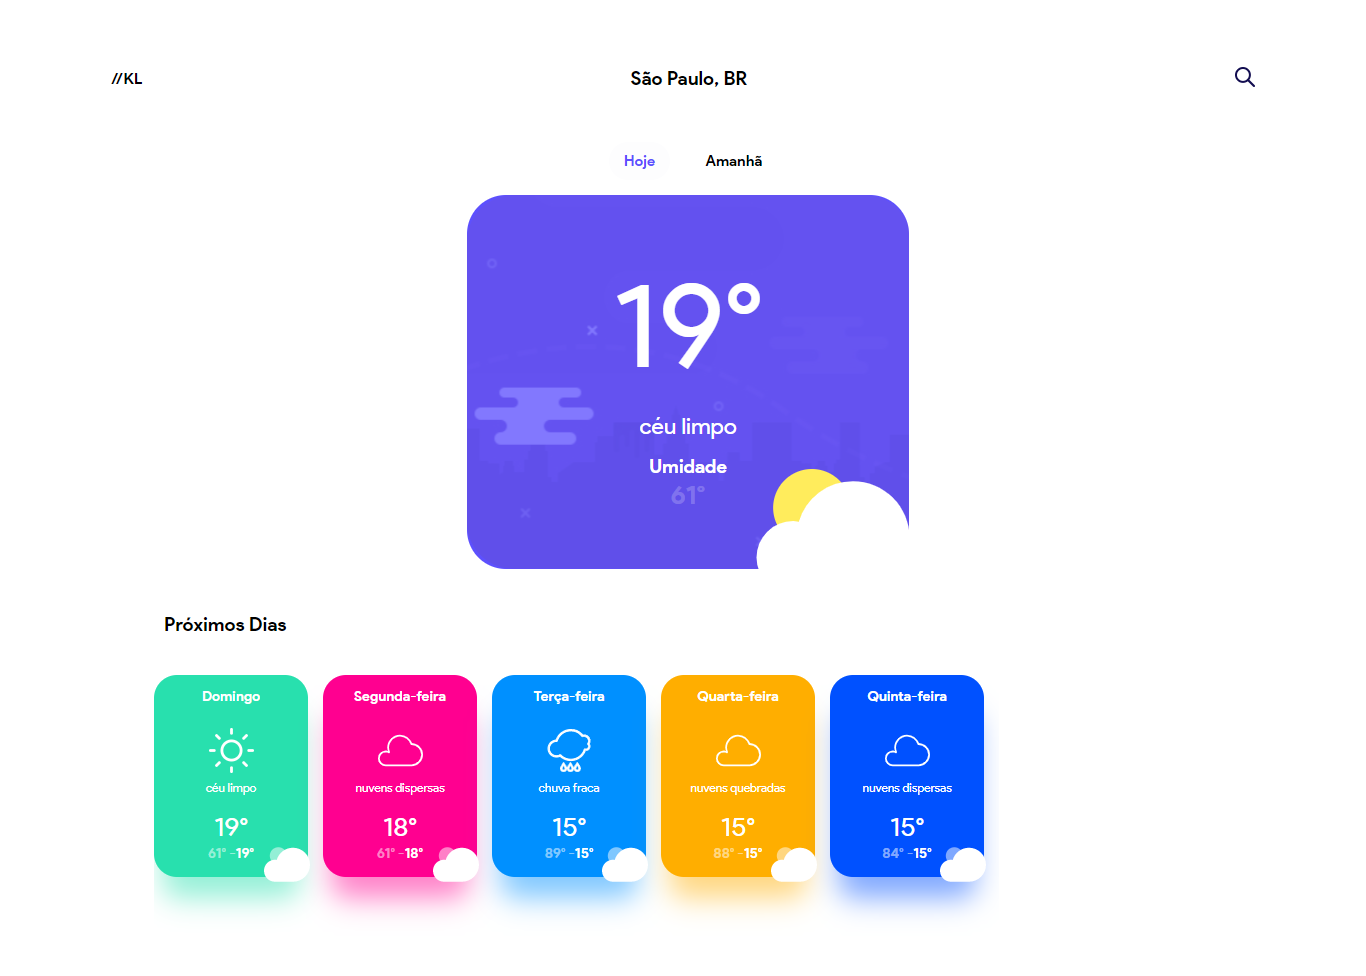 //KL
São Paulo, BR
Hoje
Amanhã
19°
céu limpo
Umidade
61°
Próximos Dias
Domingo
céu limpo
19°
61° -19°
Segunda-feira
nuvens dispersas
18°
61° -18°
Terça-feira
chuva fraca
15°
89° -15°
Quarta-feira
nuvens quebradas
15°
88° -15°
Quinta-feira
nuvens dispersas
15°
84° -15°